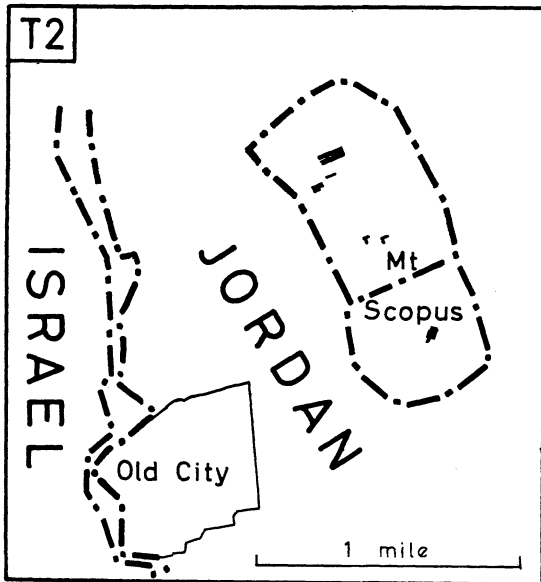 T2
ISRAEL
JORDAN
Mt
Scopus
Old City
1 mile